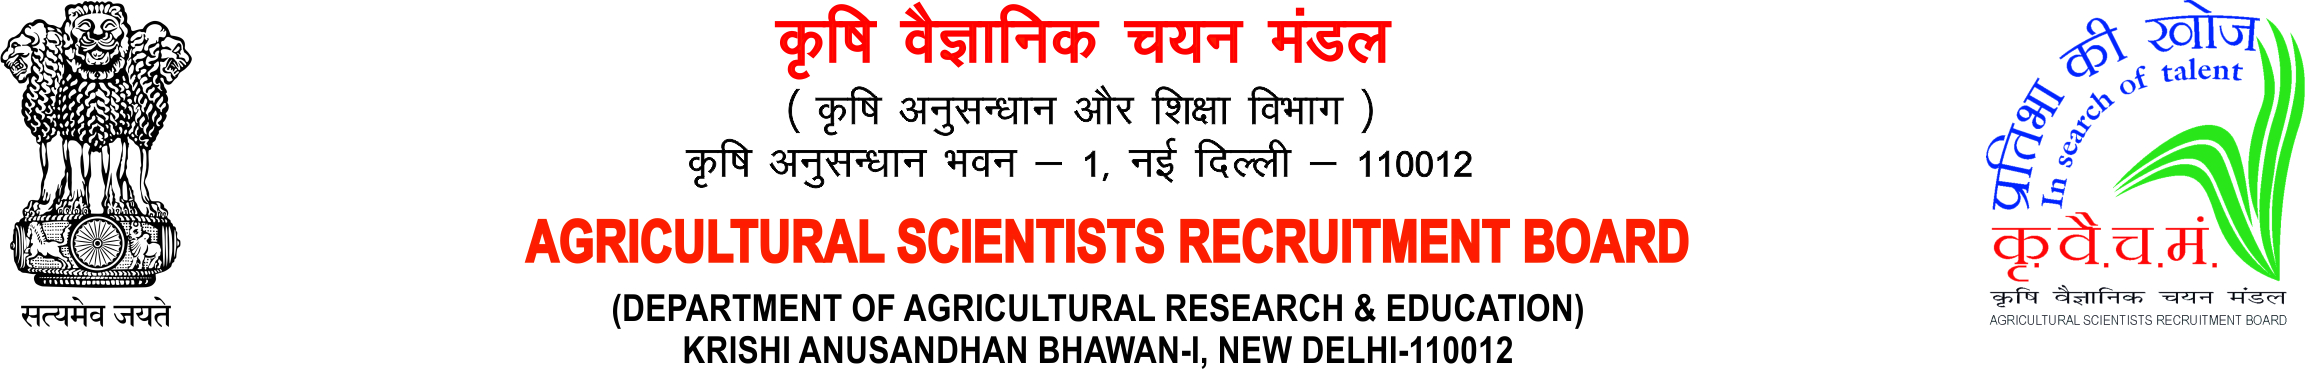 सत्यमेव जयते
कृषि वैज्ञानिक चयन मंडल
( कृषि अनुसन्धान और शिक्षा विभाग )
कृषि अनुसन्धान भवन – 1, नई दिल्ली – 110012
AGRICULTURAL SCIENTISTS RECRUITMENT BOARD
(DEPARTMENT OF AGRICULTURAL RESEARCH & EDUCATION)
KRISHI ANUSANDHAN BHAWAN-I, NEW DELHI-110012
प्रतिभा की खोज
In search of talent
कृ.वै.च.मं.
कृषि वैज्ञानिक चयन मंडल
AGRICULTURAL SCIENTISTS RECRUITMENT BOARD